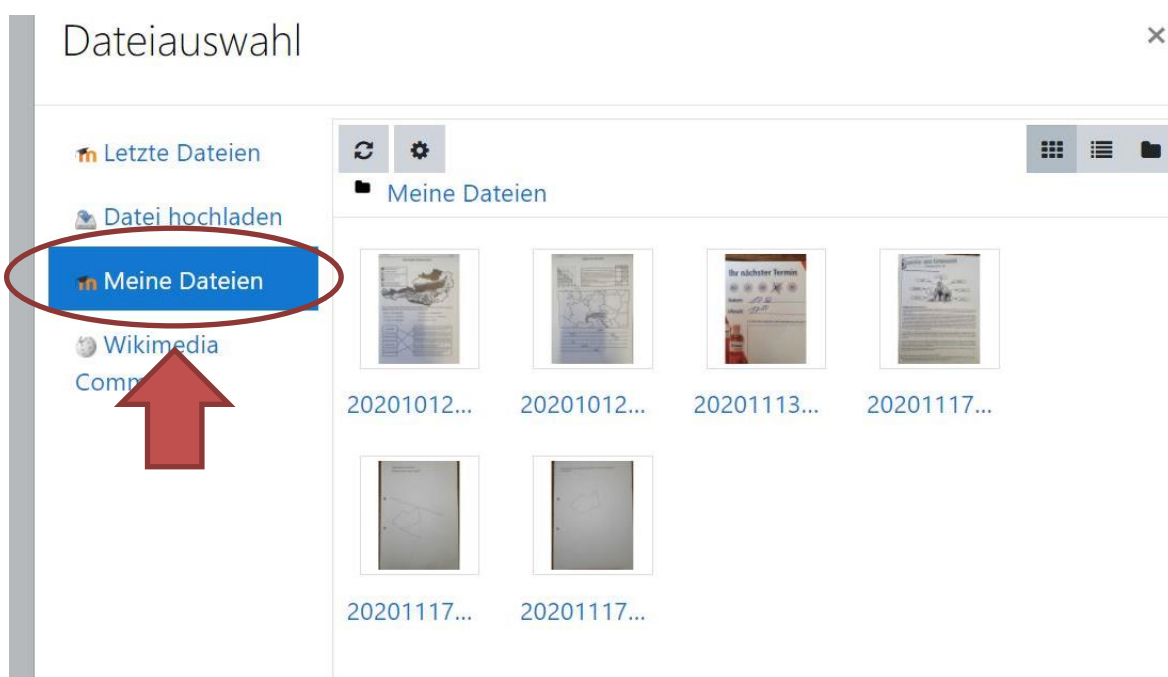 Dateiauswahl
Letzte Dateien
Datei hochladen
Meine Dateien
Wikimedia
Meine Dateien
Ihr nächster Termin
20201012...
20201012...
20201113...
20201117...
20201117...
20201117...